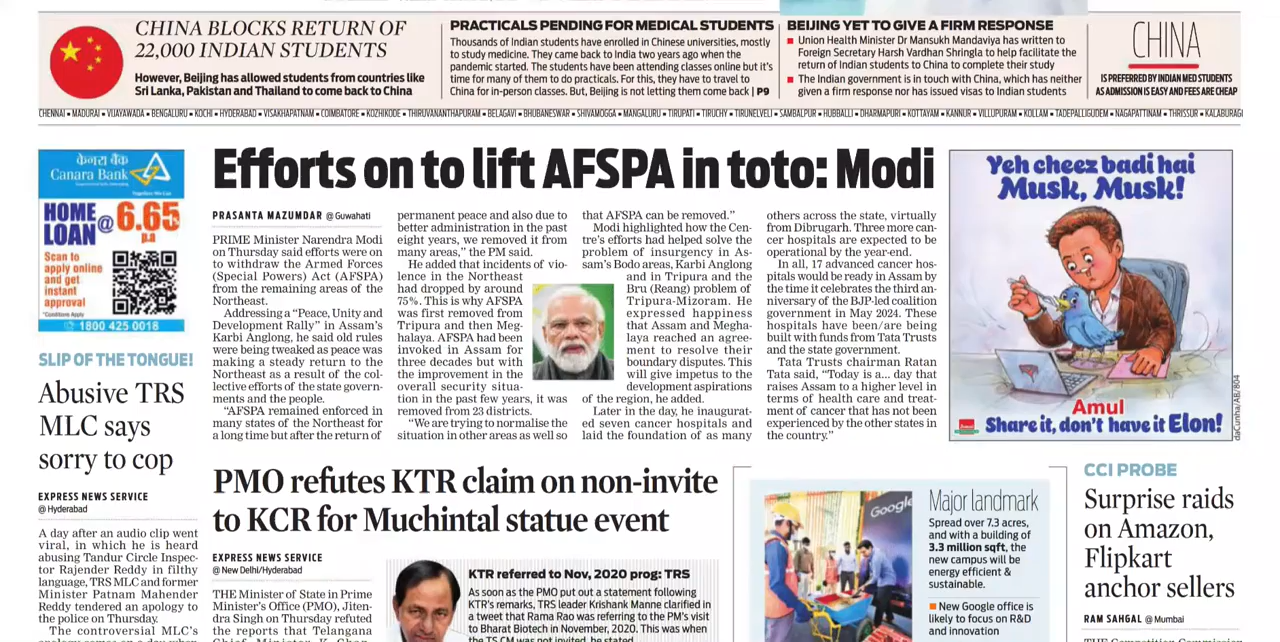 CHINA BLOCKS RETURN OF
22,000 INDIAN STUDENTS
However, Beijing has allowed students from countries like
Sri Lanka, Pakistan and Thailand to come back to China
PRACTICALS PENDING FOR MEDICAL STUDENTS
Thousands of Indian students have enrolled in Chinese universities, mostly
to study medicine. They came back to India two years ago when the
pandemic started. The students have been attending classes online but it's
time for many of them to do practicals. For this, they have to travel to
China for in-person classes. But, Beijing is not letting them come back | P9
BEIJING YET TO GIVE A FIRM RESPONSE
■ Union Health Minister Dr Mansukh Mandaviya has written to
Foreign Secretary Harsh Vardhan Shringla to help facilitate the
return of Indian students to China to complete their study
■ The Indian government is in touch with China, which has neither
given a firm response nor has issued visas to Indian students
CHINA
IS PREFERRED BY INDIAN MED STUDENTS
AS ADMISSION IS EASY AND FEES ARE CHEAP
CHENNAI ■ MADURAI ■ VIJAYAWADA ■ BENGALURU ■ KOCHI ■ HYDERABAD ■ VISAKHAPATNAM ■ COIMBATORE ■ KOZHIKODE ■ THIRUVANANTHAPURAM ■ BELAGAVI ■ BHUBANESWAR ■ SHIVAMOGGA ■ MANGALURU ■ TIRUPATI ■ TIRUCHY ■ TIRUNELVELI ■ SAMBALPUR ■ HUBBALLI ■ DHARMAPURI ■ KOTTAYAM ■ KANNUR ■ VILLUPURAM ■ KOLLAM ■ TADEPALLIGUDEM ■ NAGAPATTINAM ■ THRISSUR ■ KALABURAGI
केनरा बैंक
Canara Bank
HOME
LOAN @ 6.65
p.a
Scan to
apply online
and get
instant
approval
*Conditions Apply
1800 425 0018
SLIP OF THE TONGUE!
Abusive TRS
MLC says
sorry to cop
EXPRESS NEWS SERVICE
@ Hyderabad
A day after an audio clip went
viral, in which he is heard
abusing Tandur Circle Inspec-
tor Rajender Reddy in filthy
language, TRS MLC and former
Minister Patnam Mahender
Reddy tendered an apology to
the police on Thursday.
The controversial MLC's
Efforts on to lift AFSPA in toto: Modi
PRASANTA MAZUMDAR @ Guwahati
PRIME Minister Narendra Modi
on Thursday said efforts were on
to withdraw the Armed Forces
(Special Powers) Act (AFSPA)
from the remaining areas of the
Northeast.
Addressing a "Peace, Unity and
Development Rally" in Assam's
Karbi Anglong, he said old rules
were being tweaked as peace was
making a steady return to the
Northeast as a result of the col-
lective efforts of the state govern-
ments and the people.
"AFSPA remained enforced in
many states of the Northeast for
a long time but after the return of
permanent peace and also due to
better administration in the past
eight years, we removed it from
many areas," the PM said.
He added that incidents of vio-
lence in the Northeast
had dropped by around
75%. This is why AFSPA
was first removed from
Tripura and then Meg-
halaya. AFSPA had been
invoked in Assam for
three decades but with
the improvement in the
overall security situa-
tion in the past few years, it was
removed from 23 districts.
"We are trying to normalise the
situation in other areas as well so
that AFSPA can be removed."
Modi highlighted how the Cen-
tre's efforts had helped solve the
problem of insurgency in As-
sam's Bodo areas, Karbi Anglong
and in Tripura and the
Bru (Reang) problem of
Tripura-Mizoram. He
expressed happiness
that Assam and Megha-
laya reached an agree-
ment to resolve their
boundary disputes. This
will give impetus to the
development aspirations
of the region, he added.
Later in the day, he inaugurat-
ed seven cancer hospitals and
laid the foundation of as many
others across the state, virtually
from Dibrugarh. Three more can-
cer hospitals are expected to be
operational by the year-end.
In all, 17 advanced cancer hos-
pitals would be ready in Assam by
the time it celebrates the third an-
niversary of the BJP-led coalition
government in May 2024. These
hospitals have been/are being
built with funds from Tata Trusts
and the state government.
Tata Trusts chairman Ratan
Tata said, "Today is a... day that
raises Assam to a higher level in
terms of health care and treat-
ment of cancer that has not been
experienced by the other states in
the country."
Yeh cheez badi hai
Musk, Musk!
Amul
Share it, don't have it Elon!
daCunha/AB/804
PMO refutes KTR claim on non-invite
to KCR for Muchintal statue event
EXPRESS NEWS SERVICE
@ New Delhi/Hyderabad
THE Minister of State in Prime
Minister's Office (PMO), Jiten-
dra Singh on Thursday refuted
the reports that Telangana
KTR referred to Nov, 2020 prog: TRS
As soon as the PMO put out a statement following
KTR's remarks, TRS leader Krishank Manne clarified in
a tweet that Rama Rao was referring to the PM's visit
to Bharat Biotech in November, 2020. This was when
the TS CM was not invited, he stated
Google
Major landmark
Spread over 7.3 acres,
and with a building of
3.3 million sqft, the
new campus will be
energy efficient &
sustainable.
■ New Google office is
likely to focus on R&D
and innovation
CCI PROBE
Surprise raids
on Amazon,
Flipkart
anchor sellers
RAM SAHGAL @ Mumbai